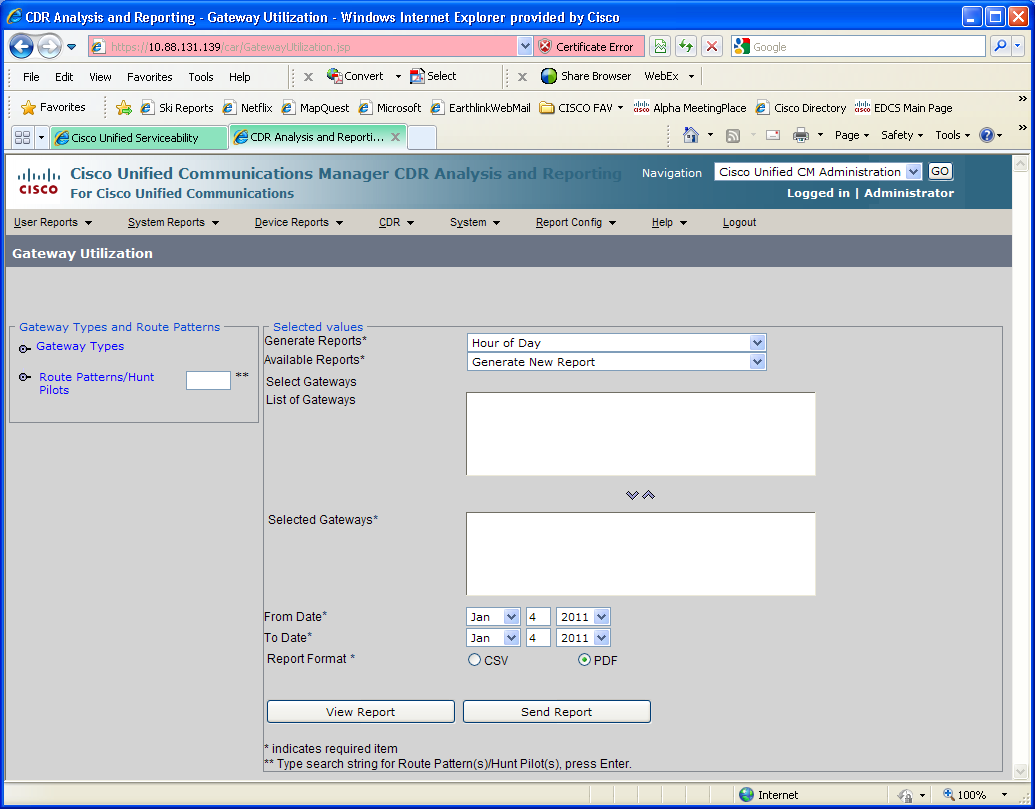 CDR Analysis and Reporting - Gateway Utilization - Windows Internet Explorer provided by Cisco
https://10.88.131.139/car/GatewayUtilization.jsp Certificate Error Google
File Edit View Favorites Tools Help x Convert Select x Share Browser WebEx
Favorites Ski Reports Netflix MapQuest Microsoft EarthlinkWebMail CISCO FAV Alpha MeetingPlace Cisco Directory EDCS Main Page »
Cisco Unified Serviceability CDR Analysis and Reporti... x Page Safety Tools »
CISCO Cisco Unified Communications Manager CDR Analysis and Reporting Navigation Cisco Unified CM Administration GO
For Cisco Unified Communications Logged in | Administrator
User Reports System Reports Device Reports CDR System Report Config Help Logout
Gateway Utilization
Gateway Types and Route Patterns
Gateway Types
Route Patterns/Hunt Pilots **
Selected values
Generate Reports* Hour of Day
Available Reports* Generate New Report
Select Gateways
List of Gateways
Selected Gateways*
From Date* Jan 4 2011
To Date* Jan 4 2011
Report Format * CSV PDF
View Report Send Report
* indicates required item
** Type search string for Route Pattern(s)/Hunt Pilot(s), press Enter.
Internet 100%